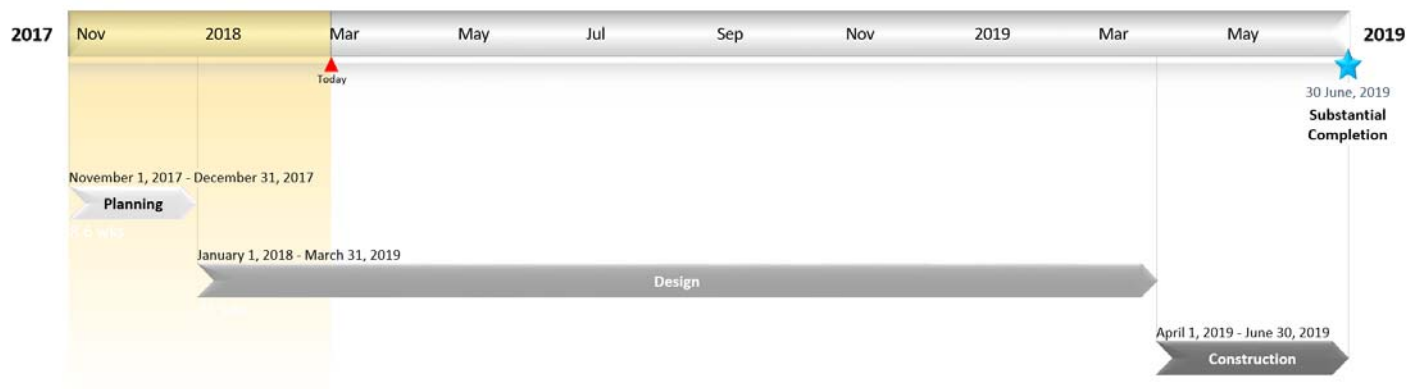 2017 Nov 2018 Mar May Jul Sep Nov 2019 Mar May 2019
Today
30 June, 2019
Substantial
Completion
November 1, 2017 - December 31, 2017
Planning
January 1, 2018 - March 31, 2019
Design
April 1, 2019 - June 30, 2019
Construction